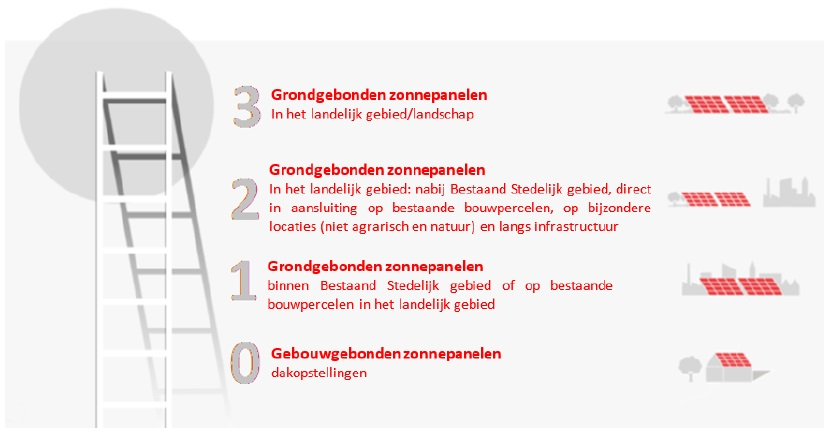 3 Grondgebonden zonnepanelen
In het landelijk gebied/landschap
Grondgebonden zonnepanelen
2 In het landelijk gebied: nabij Bestaand Stedelijk gebied, direct
in aansluiting op bestaande bouwpercelen, op bijzondere
locaties (niet agrarisch en natuur) en langs infrastructuur
1 Grondgebonden zonnepanelen
binnen Bestaand Stedelijk gebied of op bestaande
bouwpercelen in het landelijk gebied
0 Gebouwgebonden zonnepanelen
dakopstellingen